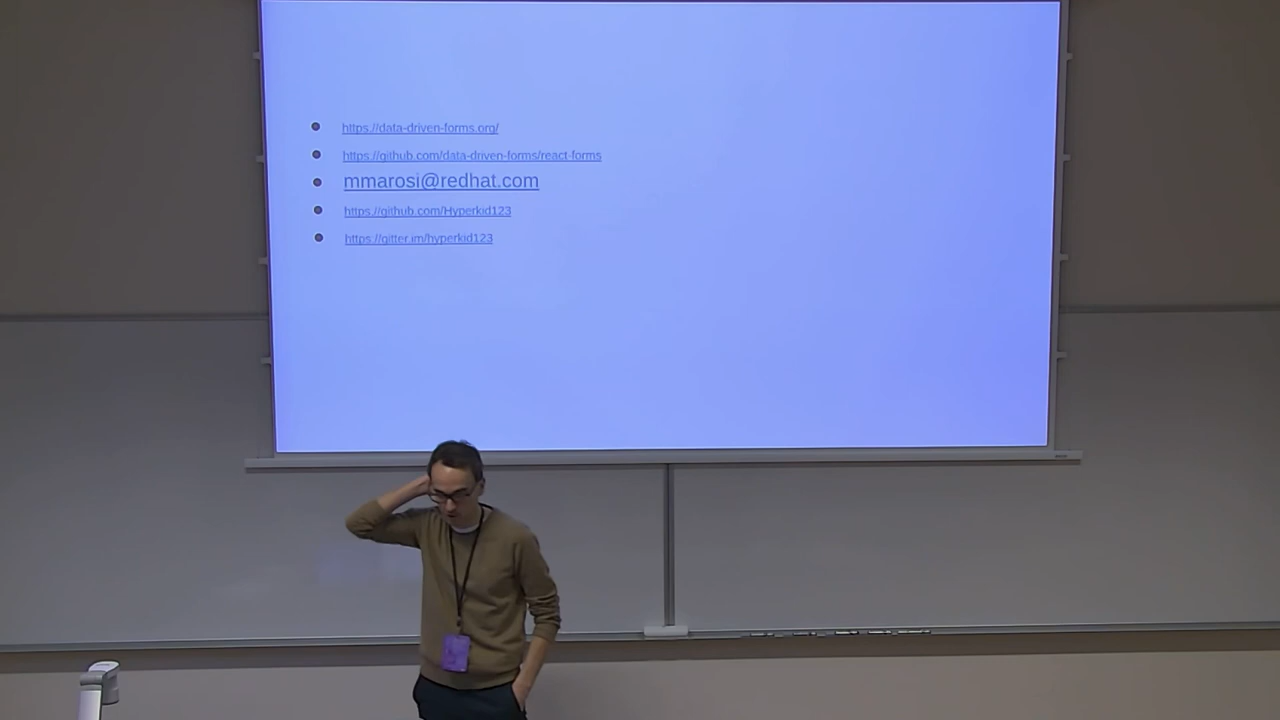 https://data-driven-forms.org/
https://github.com/data-driven-forms/react-forms
mmarosi@redhat.com
https://github.com/Hyperkid123
https://gitter.im/hyperkid123